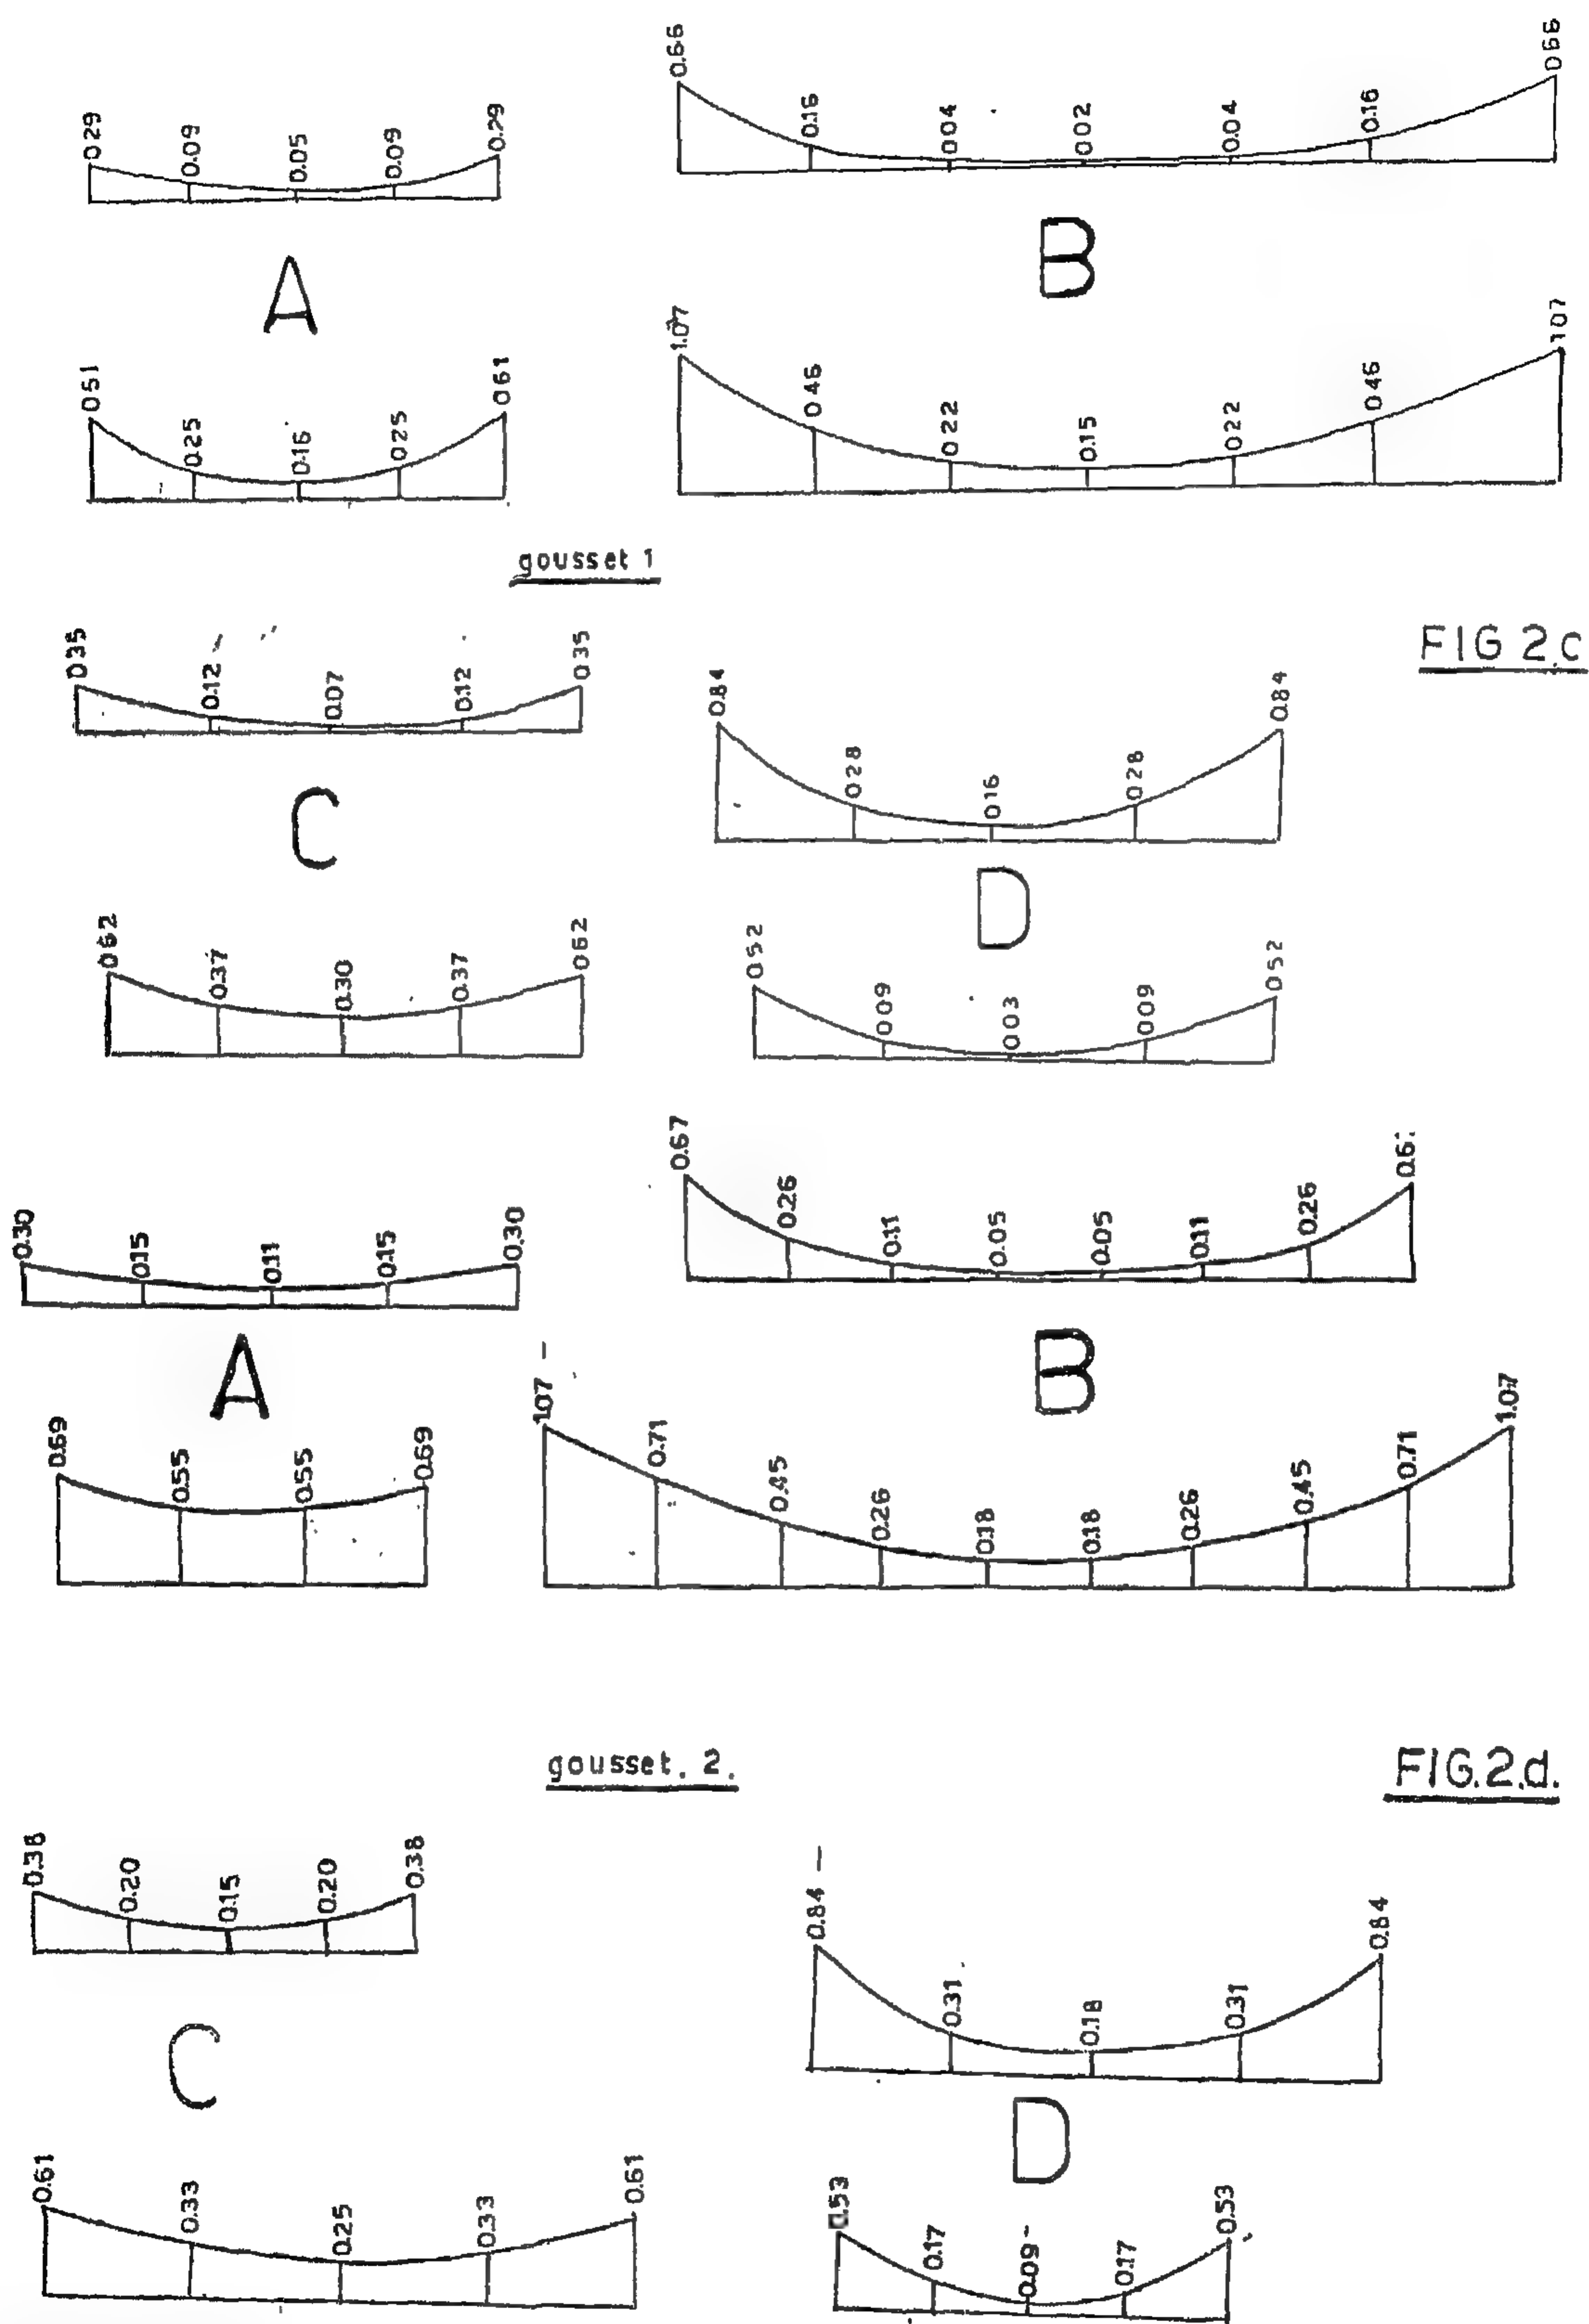 0.29 0.09 0.05 0.09 0.29
0.66 0.16 0.04 0.02 0.04 0.16 0.66
A
B
0.61 0.25 0.16 0.25 0.61
1.07 0.46 0.22 0.15 0.22 0.46 1.07
gousset 1
FIG 2.c
0.35 0.12 0.07 0.12 0.35
0.84 0.28 0.16 0.28 0.84
C
D
0.62 0.37 0.30 0.37 0.62
0.52 0.09 0.03 0.09 0.52
0.30 0.15 0.11 0.15 0.30
0.67 0.26 0.11 0.05 0.05 0.11 0.26
A
B
0.69 0.55 0.55 0.69
1.07 0.71 0.45 0.26 0.18 0.18 0.26 0.45 0.71 1.07
gousset. 2.
FIG.2.d.
0.38 0.20 0.15 0.20 0.38
0.84 0.31 0.18 0.31 0.84
C
D
0.61 0.33 0.25 0.33 0.61
0.53 0.17 0.09 0.17 0.53